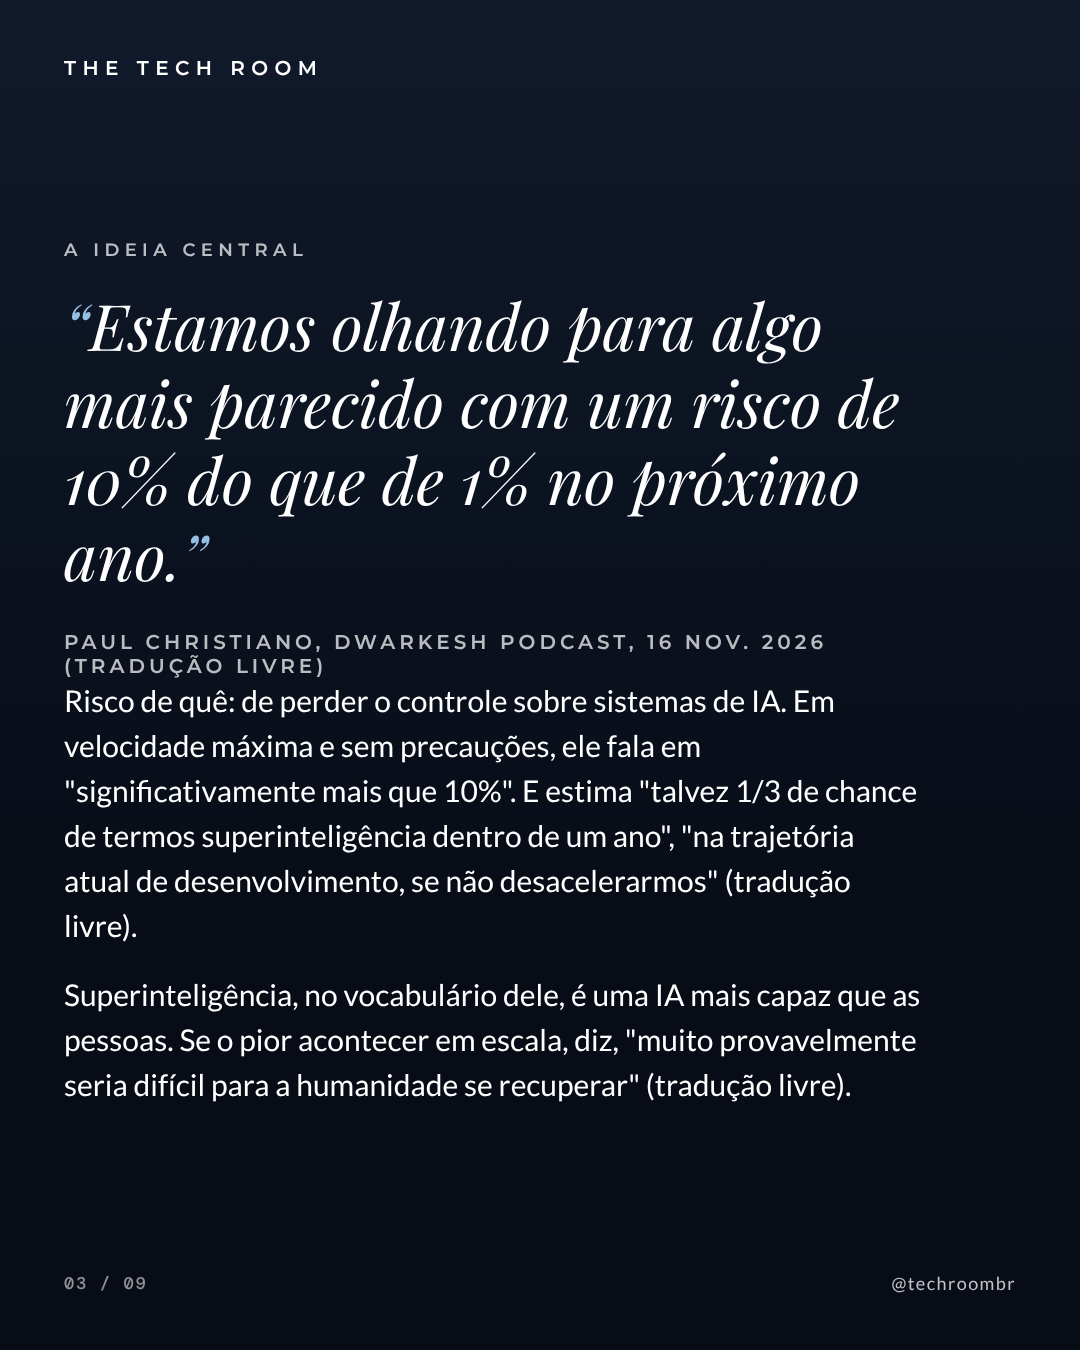 THE TECH ROOM
A IDEIA CENTRAL
“Estamos olhando para algo
mais parecido com um risco de
10% do que de 1% no próximo
ano.”
PAUL CHRISTIANO, DWARKESH PODCAST, 16 NOV. 2026
(TRADUÇÃO LIVRE)
Risco de quê: de perder o controle sobre sistemas de IA. Em
velocidade máxima e sem precauções, ele fala em
"significativamente mais que 10%". E estima "talvez 1/3 de chance
de termos superinteligência dentro de um ano", "na trajetória
atual de desenvolvimento, se não desacelerarmos" (tradução
livre).
Superinteligência, no vocabulário dele, é uma IA mais capaz que as
pessoas. Se o pior acontecer em escala, diz, "muito provavelmente
seria difícil para a humanidade se recuperar" (tradução livre).
03 / 09
@techroombr